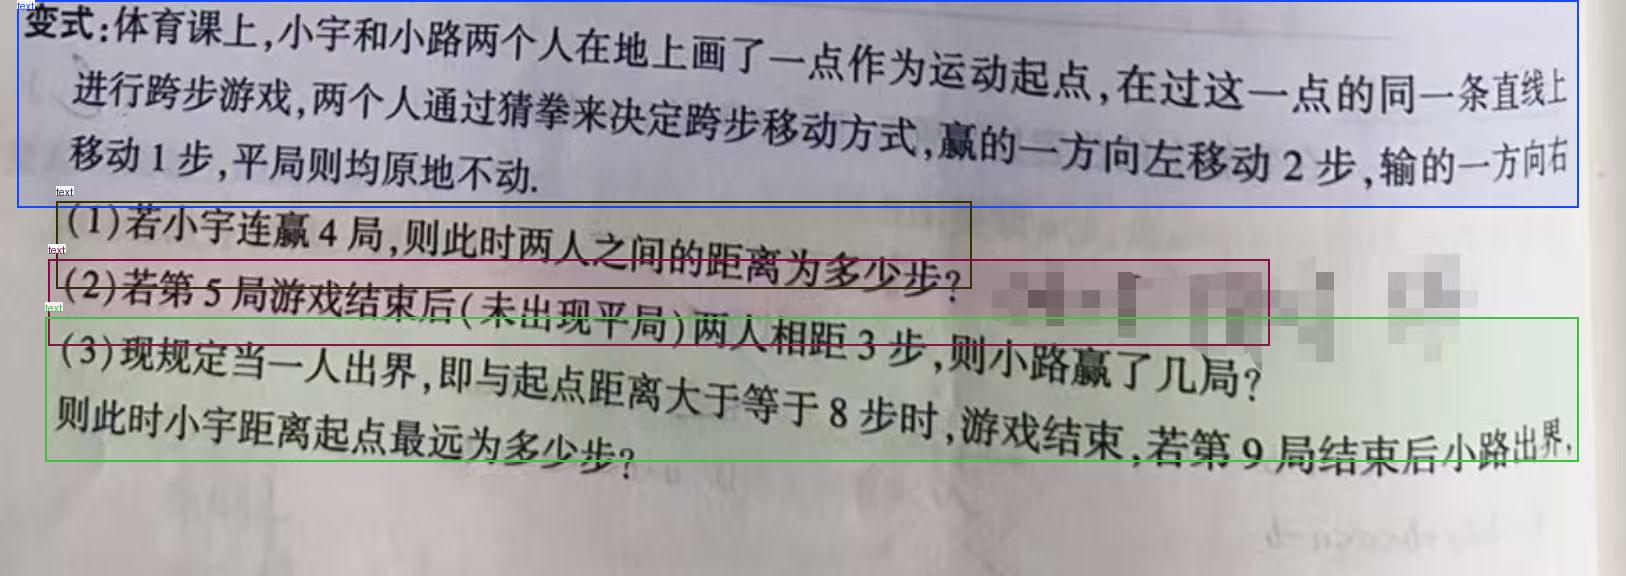 text
变式:体育课上,小宇和小路两个人在地上画了一点作为运动起点,在过这一点的同一条直线上
进行跨步游戏,两个人通过猜拳来决定跨步移动方式,赢的一方向左移动2步,输的一方向右
移动1步,平局则均原地不动.
text
(1)若小宇连赢4局,则此时两人之间的距离为多少步?
text
(2)若第5局游戏结束后(未出现平局)两人相距3步,则小路赢了几局?
text
(3)现规定当一人出界,即与起点距离大于等于8步时,游戏结束,若第9局结束后小路出界,
则此时小宇距离起点最远为多少步?